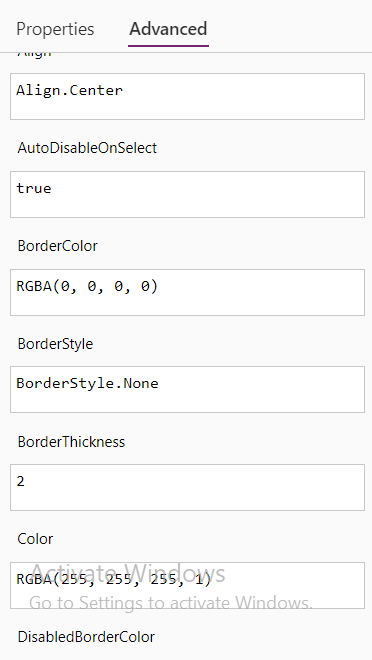 Properties Advanced
Align
Align.Center
AutoDisableOnSelect
true
BorderColor
RGBA(0, 0, 0, 0)
BorderStyle
BorderStyle.None
BorderThickness
2
Color
RGBA(255, 255, 255, 1)
Activate Windows
Go to Settings to activate Windows.
DisabledBorderColor